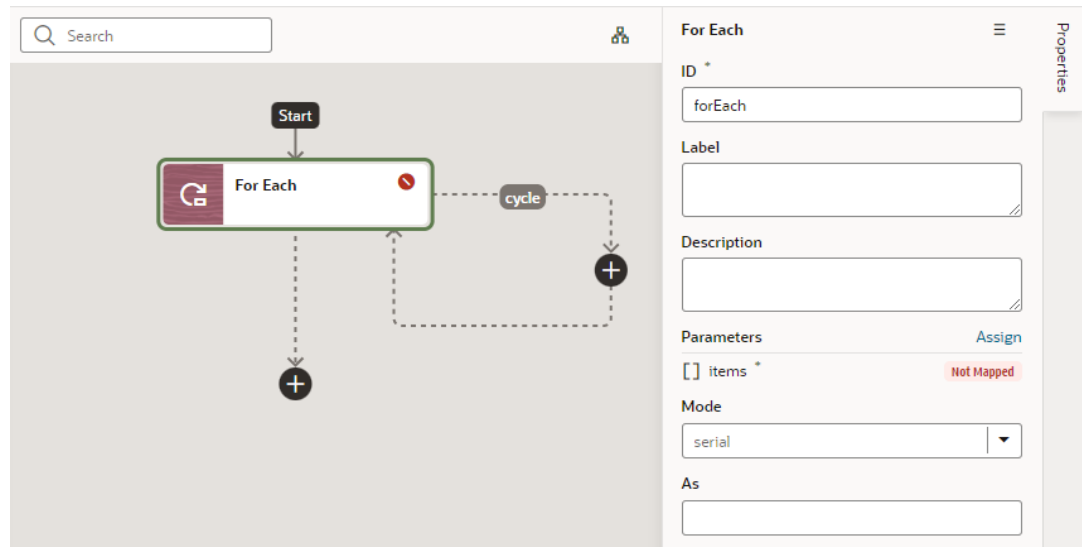 Search
Start
For Each
cycle
For Each
Properties
ID *
forEach
Label
Description
Parameters Assign
[] items * Not Mapped
Mode
serial
As